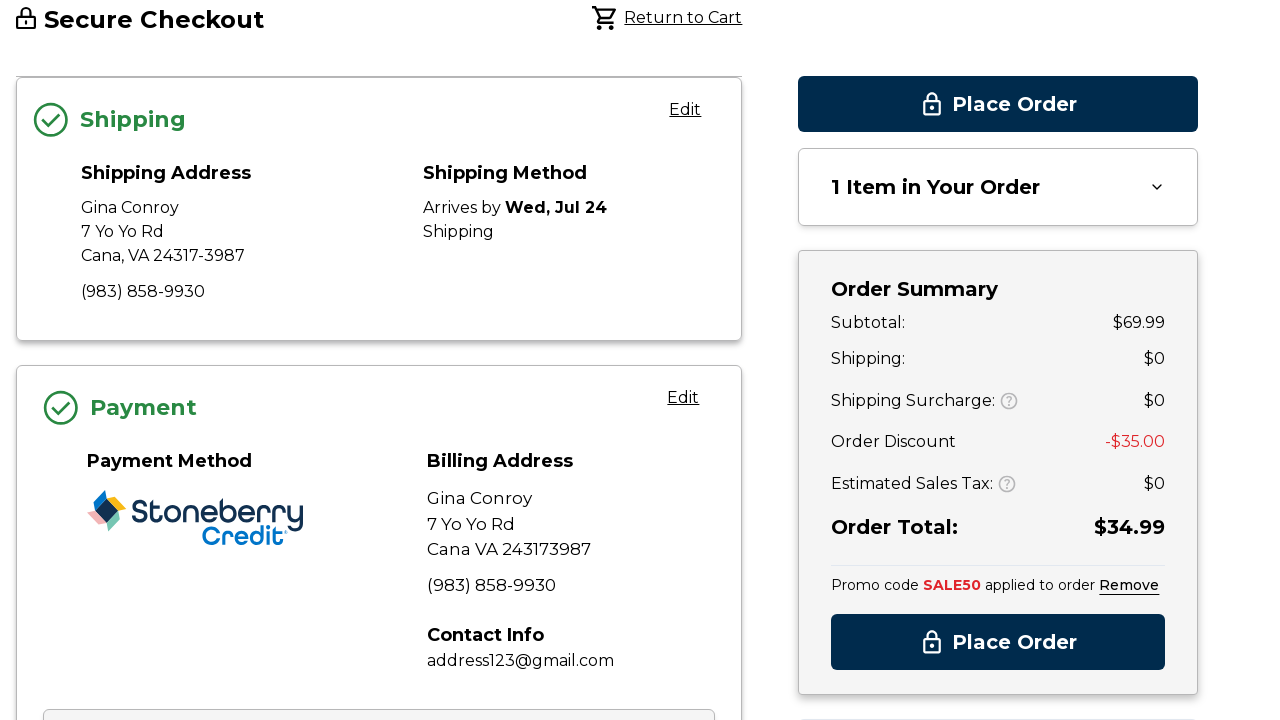 Secure Checkout
Return to Cart
Shipping
Edit
Shipping Address
Gina Conroy
7 Yo Yo Rd
Cana, VA 24317-3987
(983) 858-9930
Shipping Method
Arrives by Wed, Jul 24
Shipping
Payment
Edit
Payment Method
Stoneberry
Credit
Billing Address
Gina Conroy
7 Yo Yo Rd
Cana VA 243173987
(983) 858-9930
Contact Info
address123@gmail.com
Place Order
1 Item in Your Order
Order Summary
Subtotal: $69.99
Shipping: $0
Shipping Surcharge: ? $0
Order Discount -$35.00
Estimated Sales Tax: ? $0
Order Total: $34.99
Promo code SALE50 applied to order Remove
Place Order